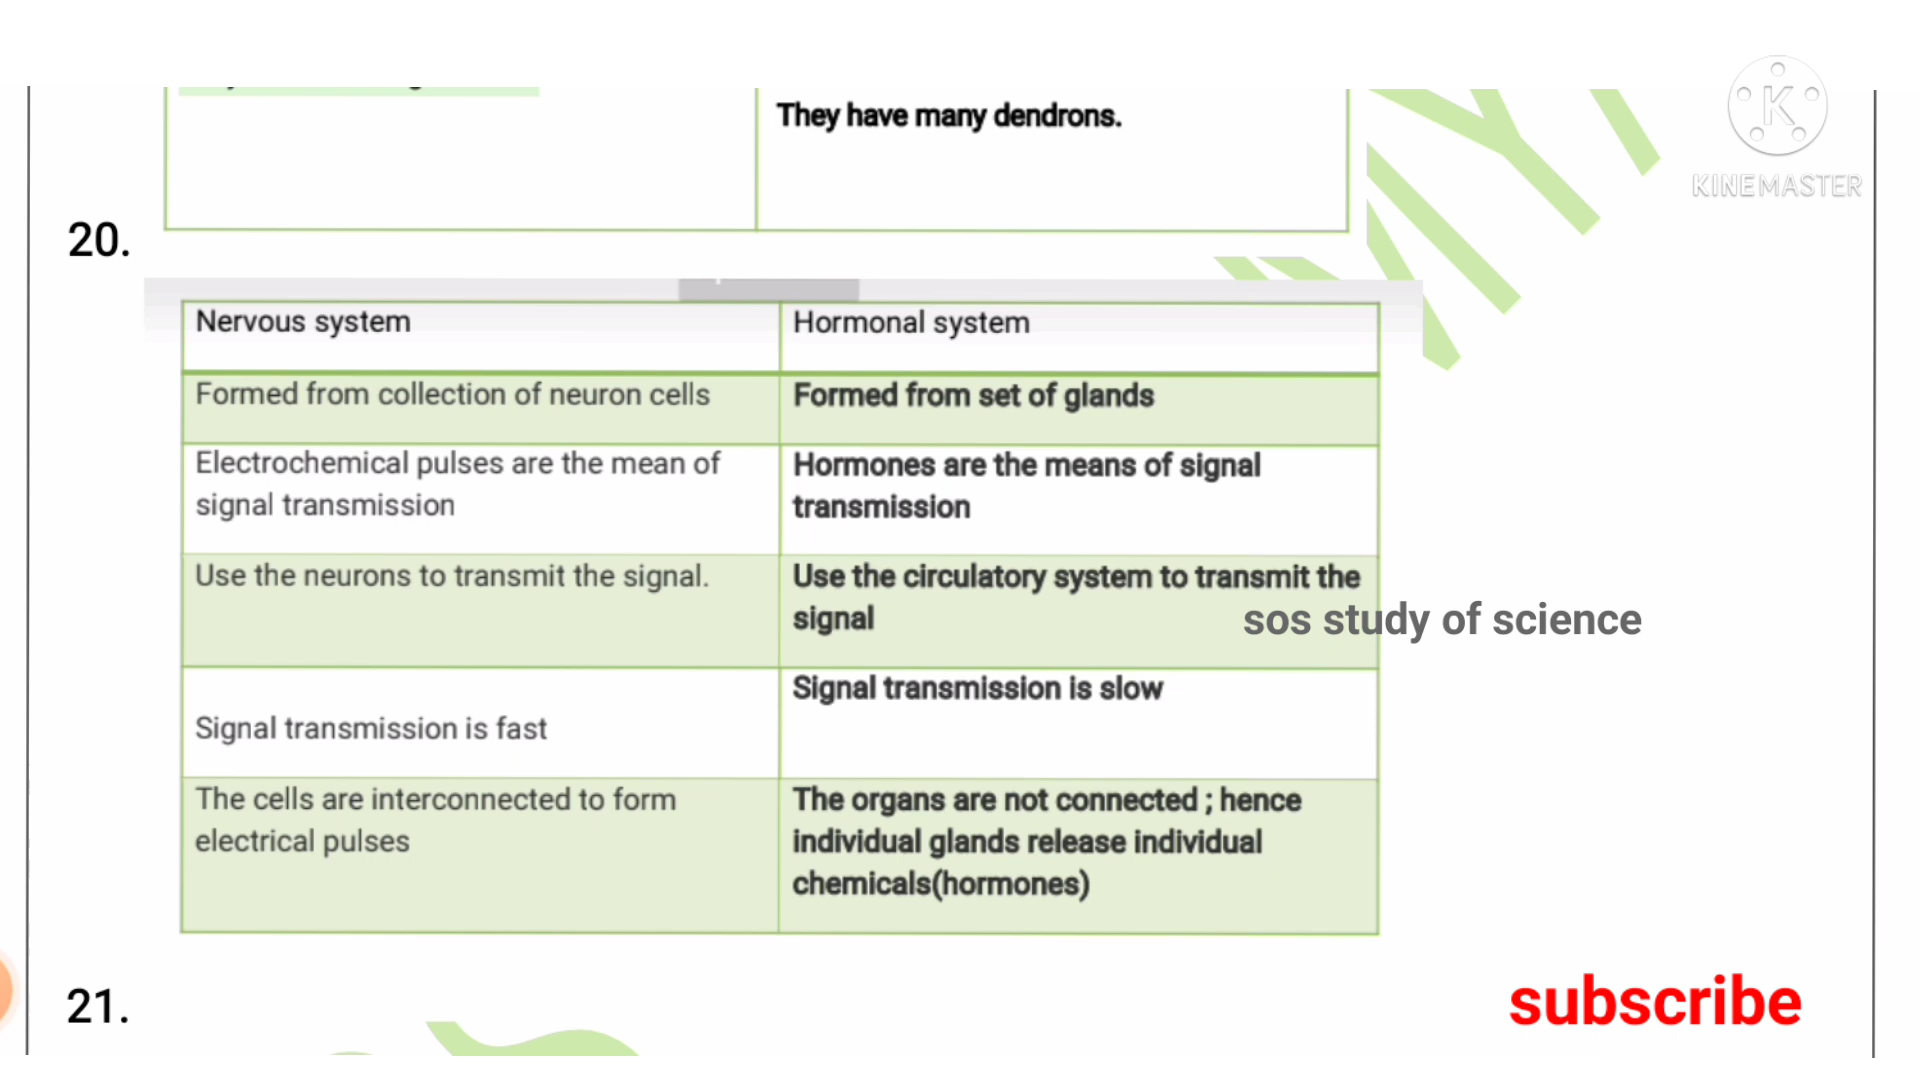 They have many dendrons.
K
KINEMASTER
20.
Nervous system
Hormonal system
Formed from collection of neuron cells
Formed from set of glands
Electrochemical pulses are the mean of
signal transmission
Hormones are the means of signal
transmission
Use the neurons to transmit the signal.
Use the circulatory system to transmit the
signal
sos study of science
Signal transmission is fast
Signal transmission is slow
The cells are interconnected to form
electrical pulses
The organs are not connected ; hence
individual glands release individual
chemicals(hormones)
21.
subscribe